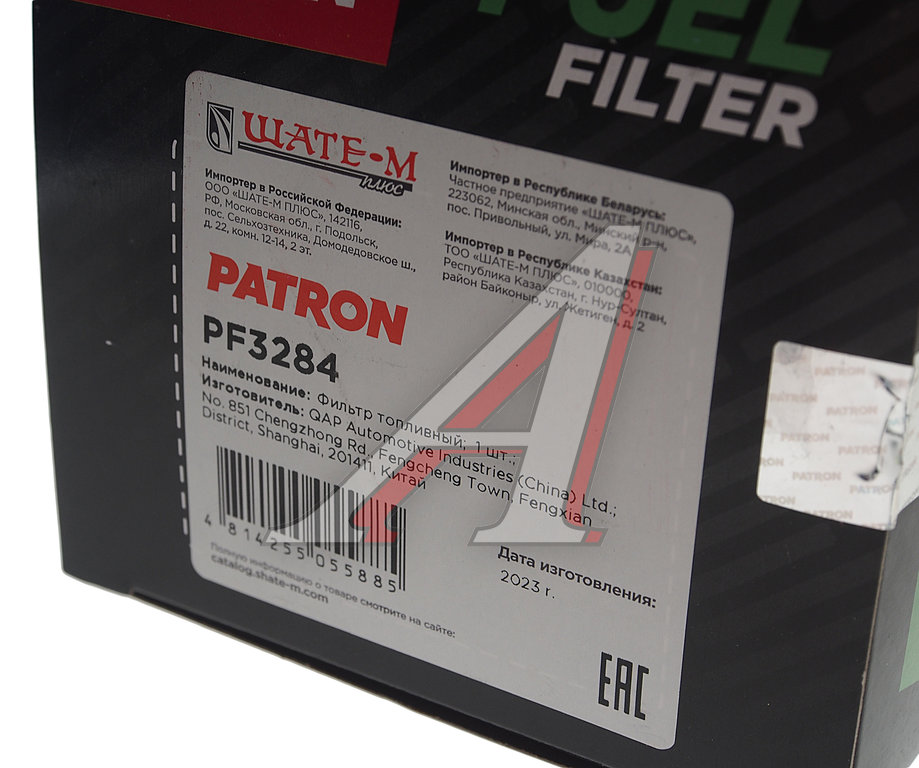 FUEL
FILTER
ШАТЕ-М
плюс
Импортер в Российской Федерации:
ООО «ШАТЕ-М ПЛЮС», 142116,
РФ, Московская обл., г. Подольск,
пос. Сельхозтехника, Домодедовское ш.,
д. 22, комн. 12-14, 2 эт.
Импортер в Республике Беларусь:
Частное предприятие «ШАТЕ-М ПЛЮС»,
223062, Минская обл., Минский р-н,
пос. Привольный, ул. Мира, 2А
Импортер в Республике Казахстан:
ТОО «ШАТЕ-М ПЛЮС», 010000,
Республика Казахстан, г. Нур-Султан,
район Байконыр, ул. Жетиген, д. 2
PATRON
PF3284
Наименование: Фильтр топливный; 1 шт.;
Изготовитель: QAP Automotive Industries (China) Ltd.;
No. 851 Chengzhong Rd., Fengcheng Town, Fengxian
District, Shanghai, 201411, Китай
4 814255 055885
Дата изготовления:
2023 г.
Полную информацию о товаре смотрите на сайте:
catalog.shate-m.com
EAC
PATRON
PATRON
PATRON
PATRON